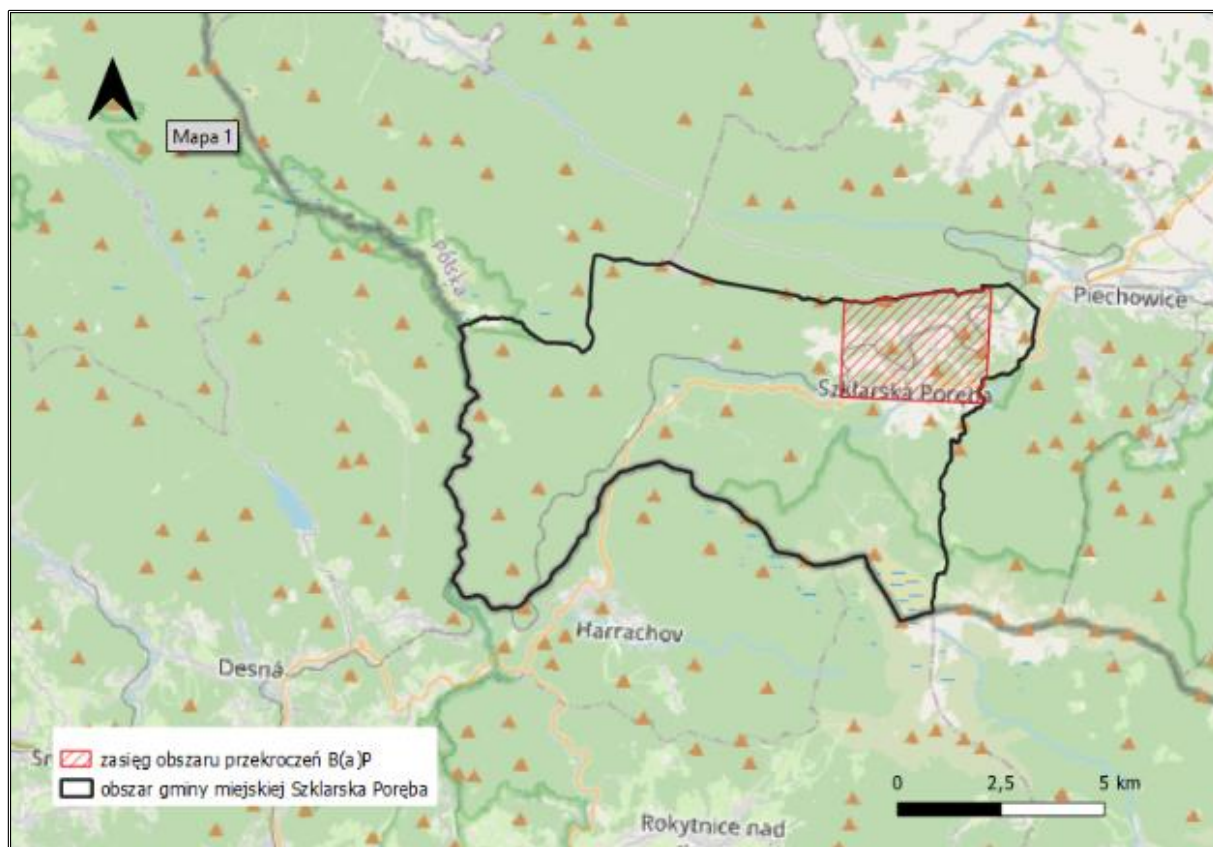 Mapa 1
Polska
Piechowice
Szklarska Poręba
Harrachov
Desná
zasięg obszaru przekroczeń B(a)P
obszar gminy miejskiej Szklarska Poręba
0 2,5 5 km
Rokytnice nad